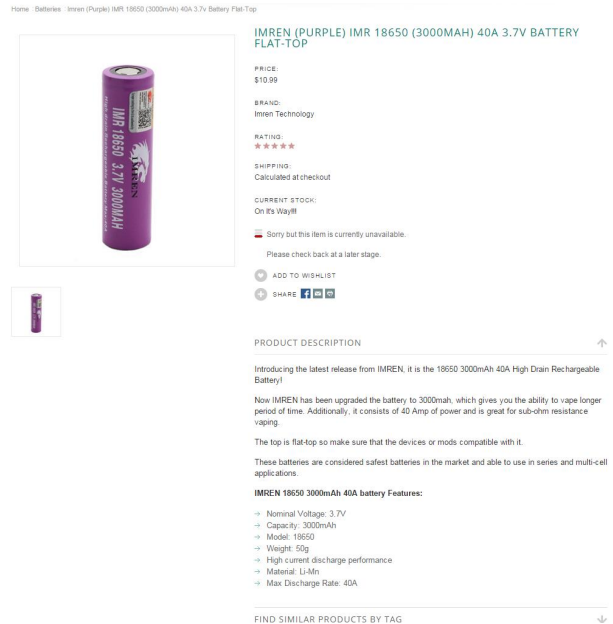 Home Batteries Imren (Purple) IMR 18650 (3000mAh) 40A 3.7v Battery Flat-Top
IMREN (PURPLE) IMR 18650 (3000MAH) 40A 3.7V BATTERY
FLAT-TOP
PRICE:
$10.99
BRAND:
Imren Technology
RATING:
SHIPPING:
Calculated at checkout
CURRENT STOCK:
On It's Way!!!
Sorry but this item is currently unavailable.
Please check back at a later stage.
ADD TO WISHLIST
SHARE
IMR 18650 3.7V 3000MAH
IMREN
PRODUCT DESCRIPTION
Introducing the latest release from IMREN, it is the 18650 3000mAh 40A High Drain Rechargeable
Battery!
Now IMREN has been upgraded the battery to 3000mah, which gives you the ability to vape longer
period of time. Additionally, it consists of 40 Amp of power and is great for sub-ohm resistance
vaping.
The top is flat-top so make sure that the devices or mods compatible with it.
These batteries are considered safest batteries in the market and able to use in series and multi-cell
applications.
IMREN 18650 3000mAh 40A battery Features:
→ Nominal Voltage: 3.7V
→ Capacity: 3000mAh
→ Model: 18650
→ Weight: 50g
→ High current discharge performance
→ Material: Li-Mn
→ Max Discharge Rate: 40A
FIND SIMILAR PRODUCTS BY TAG